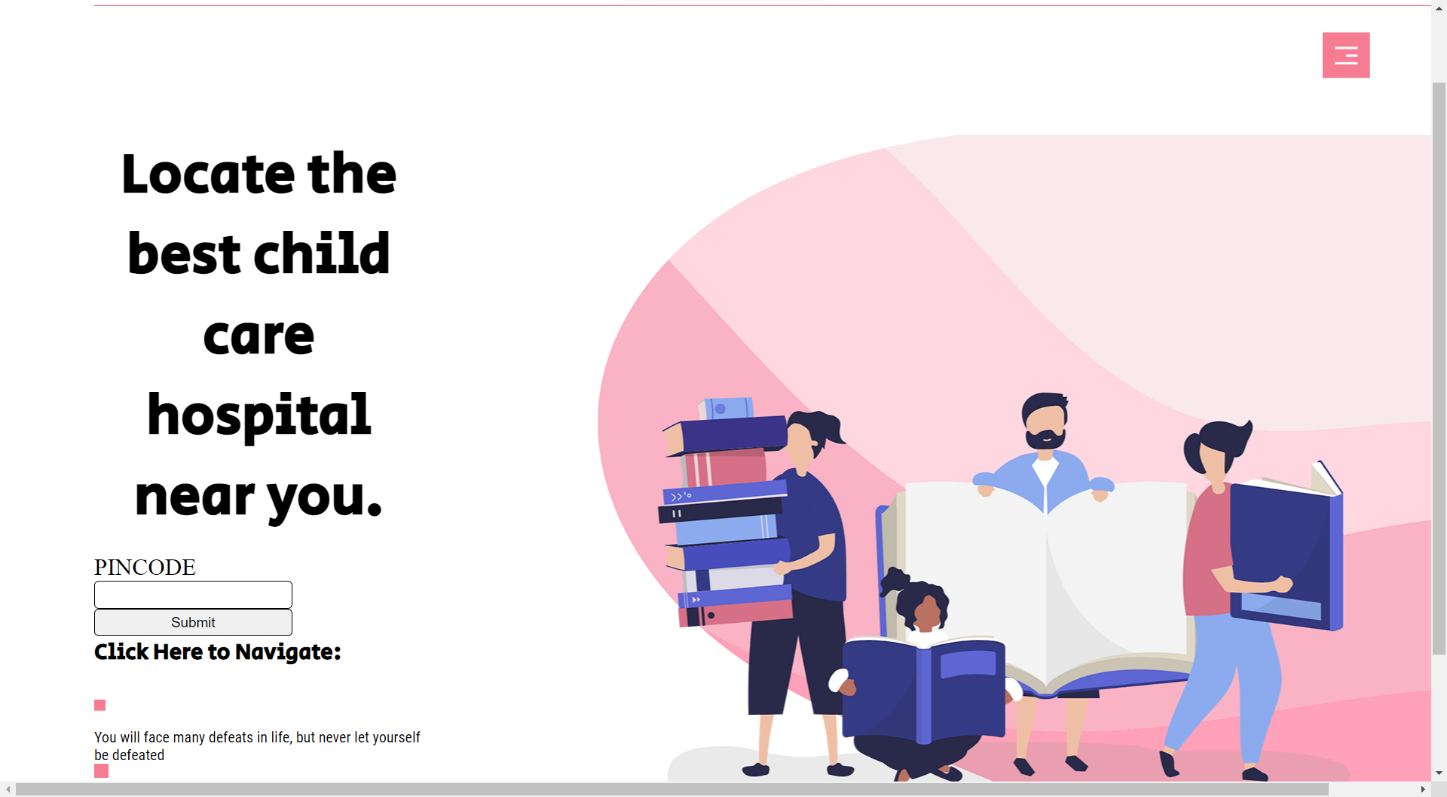 Locate the
best child
care
hospital
near you.
PINCODE
Submit
Click Here to Navigate:
You will face many defeats in life, but never let yourself
be defeated